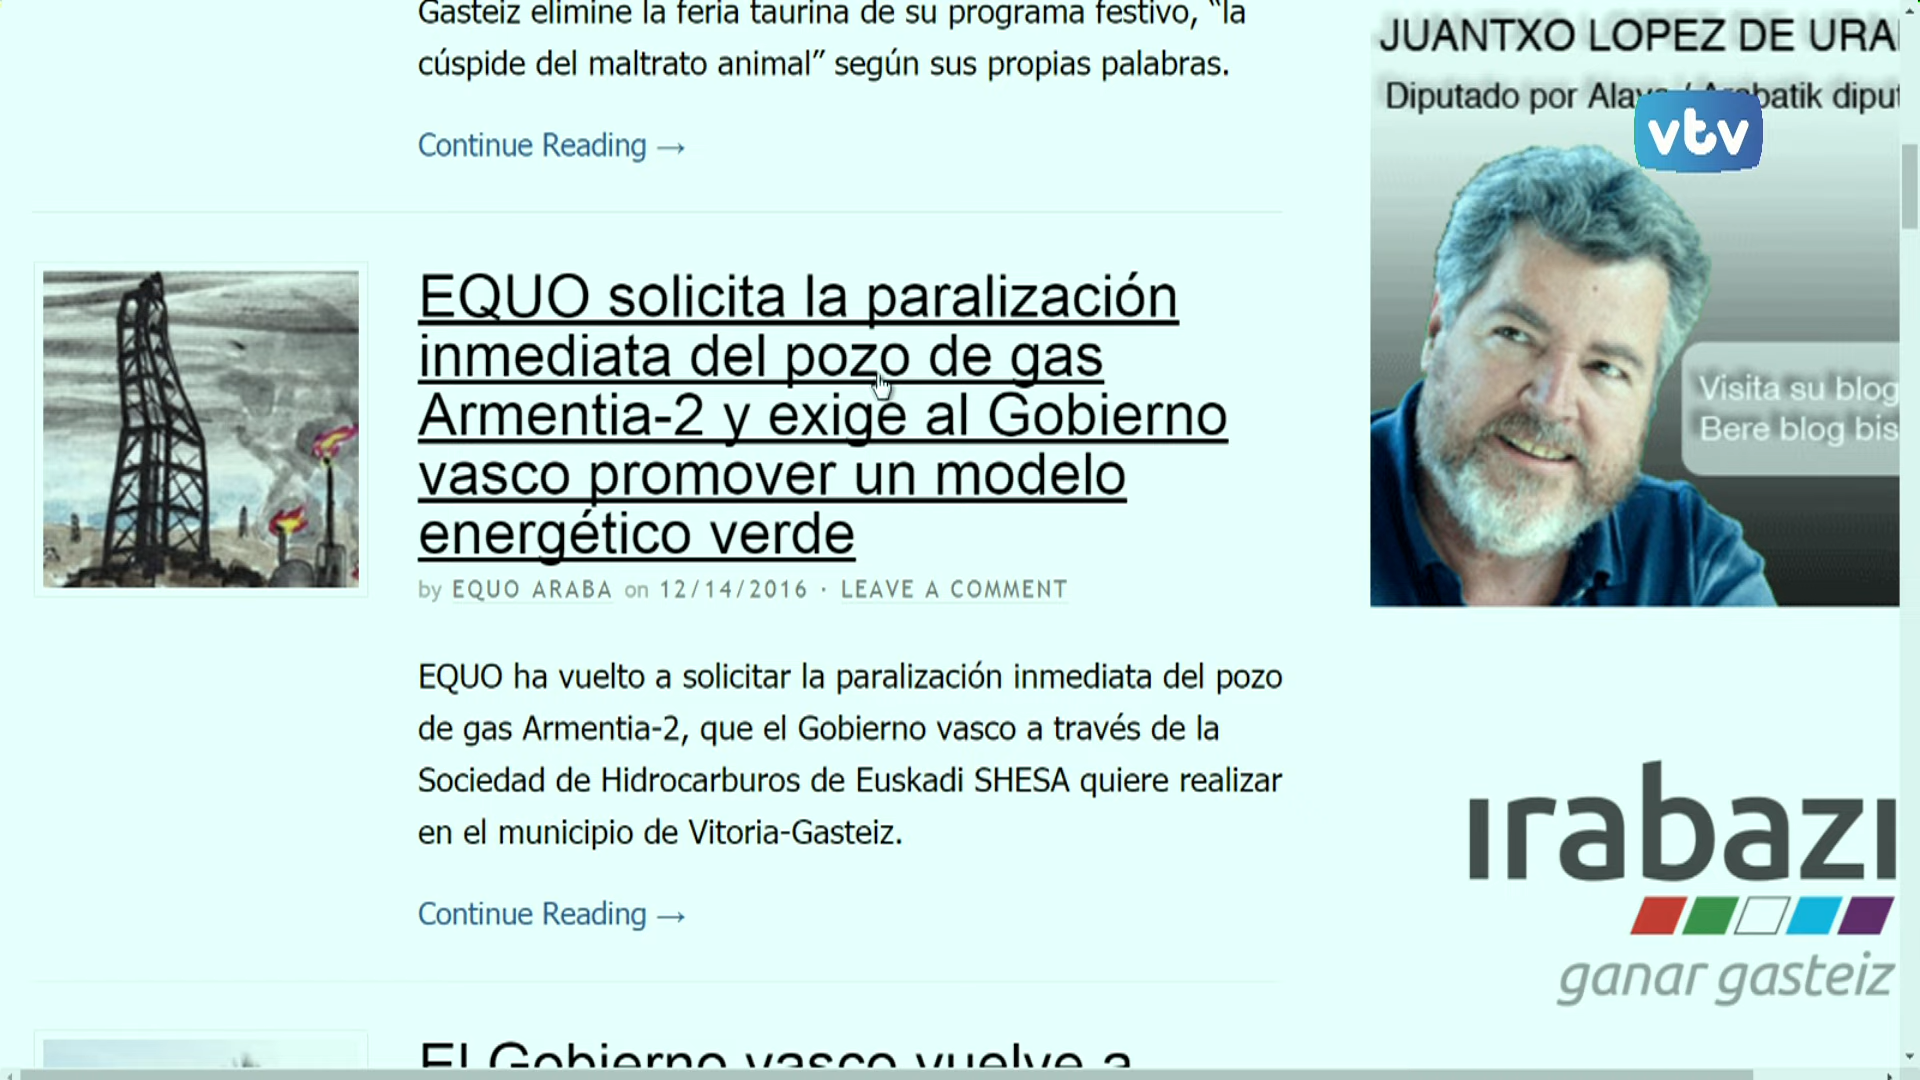 Gasteiz elimine la feria taurina de su programa festivo, “la
cúspide del maltrato animal” según sus propias palabras.
Continue Reading →
EQUO solicita la paralización
inmediata del pozo de gas
Armentia-2 y exige al Gobierno
vasco promover un modelo
energético verde
by EQUO ARABA on 12/14/2016 · LEAVE A COMMENT
EQUO ha vuelto a solicitar la paralización inmediata del pozo
de gas Armentia-2, que el Gobierno vasco a través de la
Sociedad de Hidrocarburos de Euskadi SHESA quiere realizar
en el municipio de Vitoria-Gasteiz.
Continue Reading →
El Gobierno vasco vuelve a
JUANTXO LOPEZ DE
Diputado por
vtv
Visita su blog
Bere blog bis
irabazi
ganar gasteiz